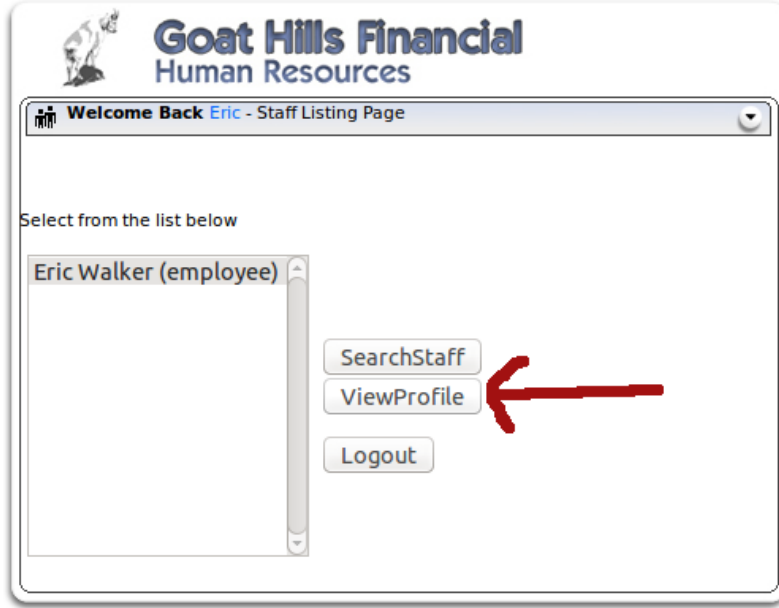 Goat Hills Financial
Human Resources
Welcome Back Eric - Staff Listing Page
Select from the list below
Eric Walker (employee)
SearchStaff
ViewProfile
Logout